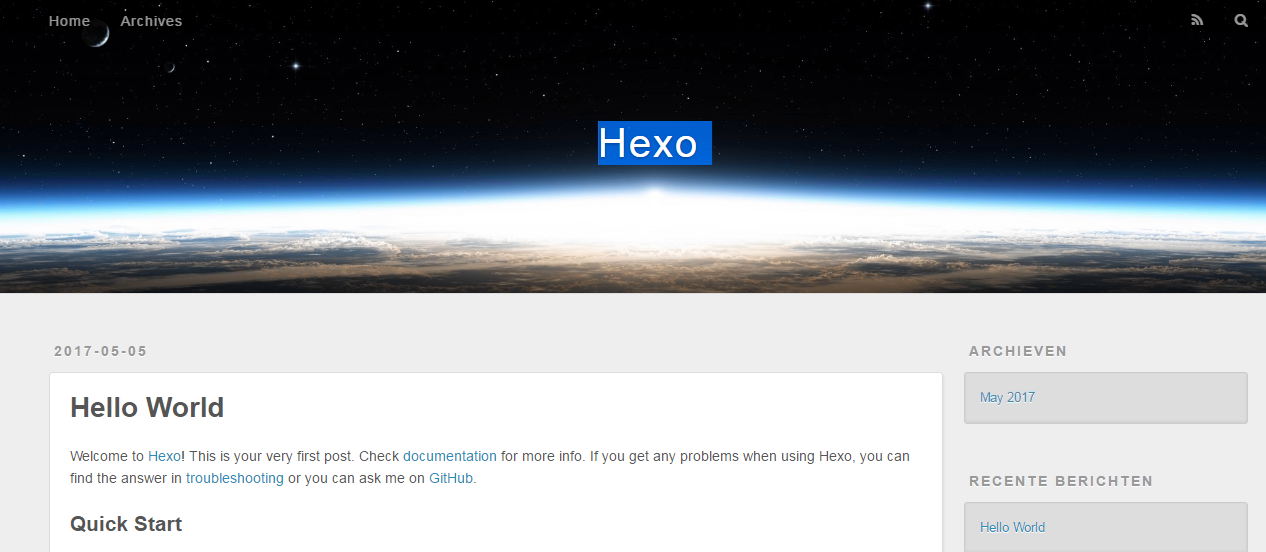 Home Archives
Hexo
2017-05-05
Hello World
Welcome to Hexo! This is your very first post. Check documentation for more info. If you get any problems when using Hexo, you can
find the answer in troubleshooting or you can ask me on GitHub.
Quick Start
ARCHIEVEN
May 2017
RECENTE BERICHTEN
Hello World